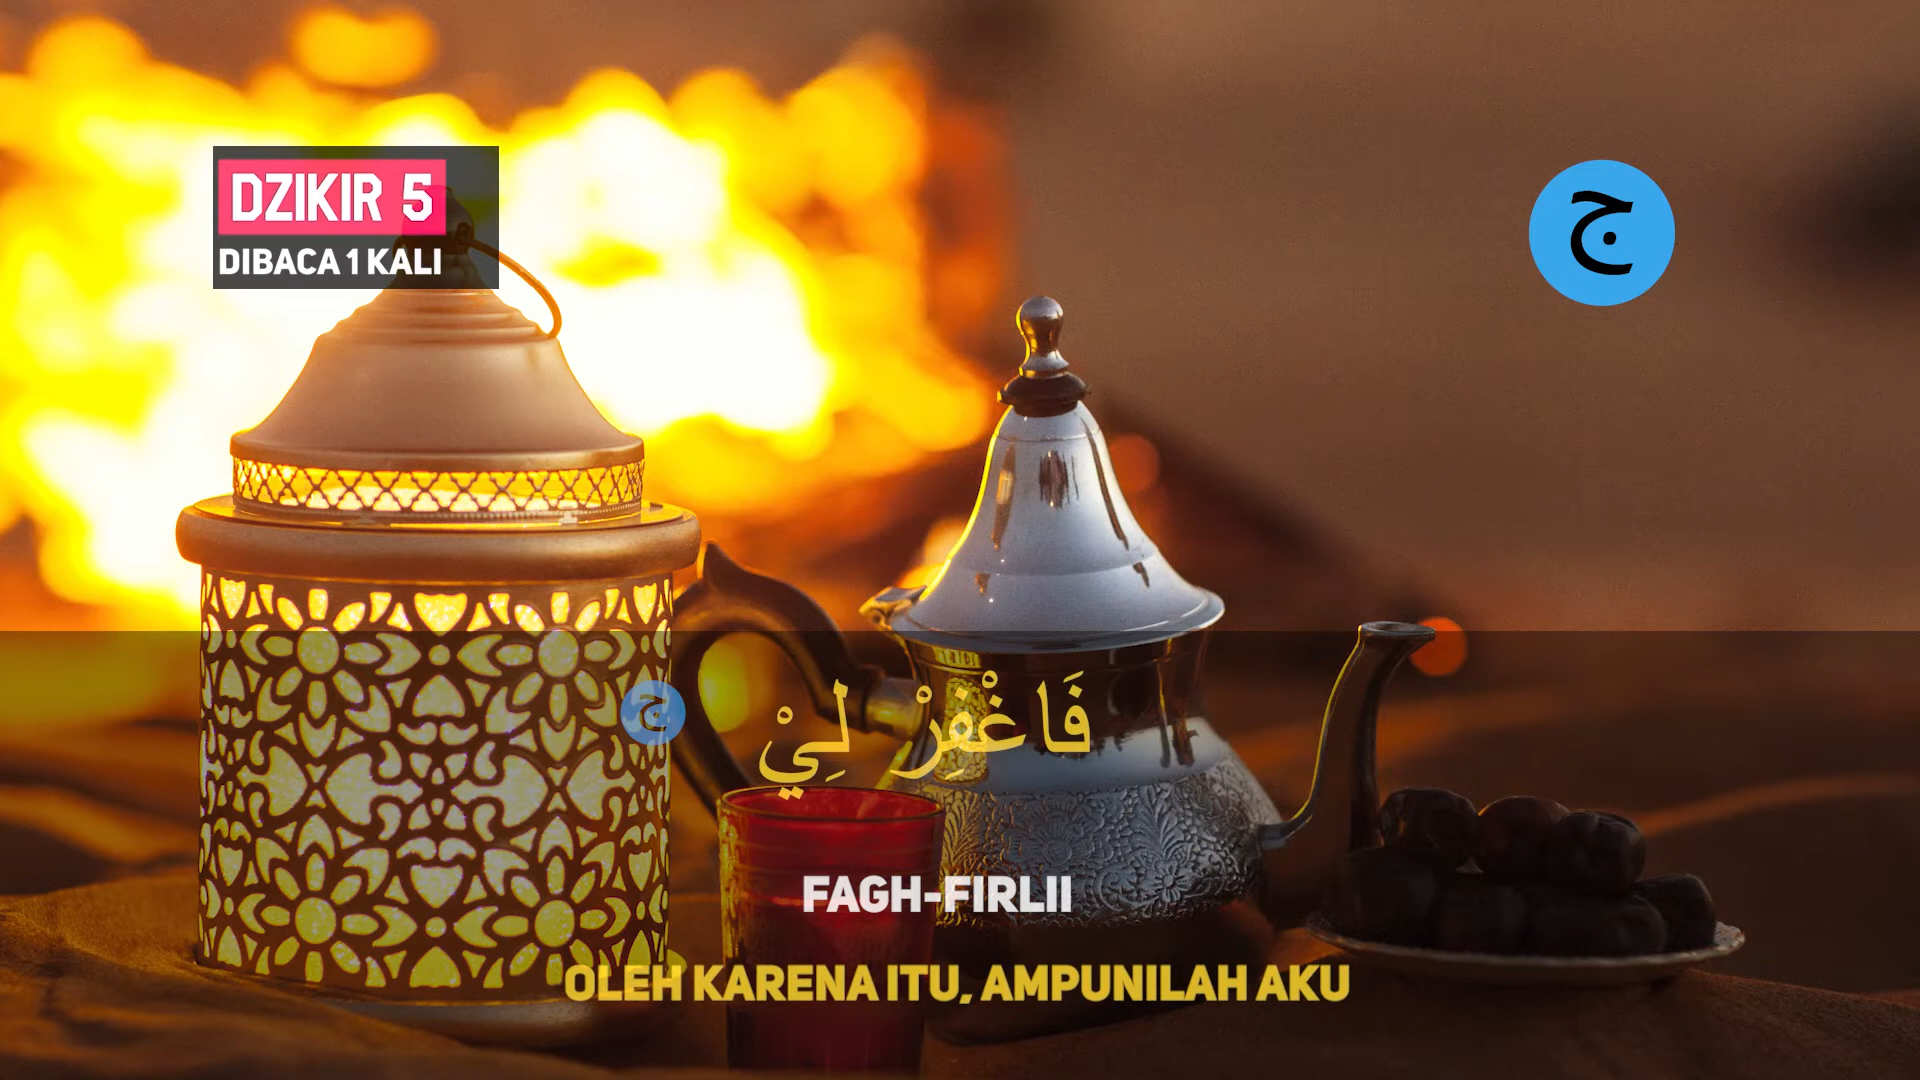 DZIKIR 5
DIBACA 1 KALI
ج
فَاغْفِرْ لِيْ ج
FAGH-FIRLII
OLEH KARENA ITU, AMPUNILAH AKU